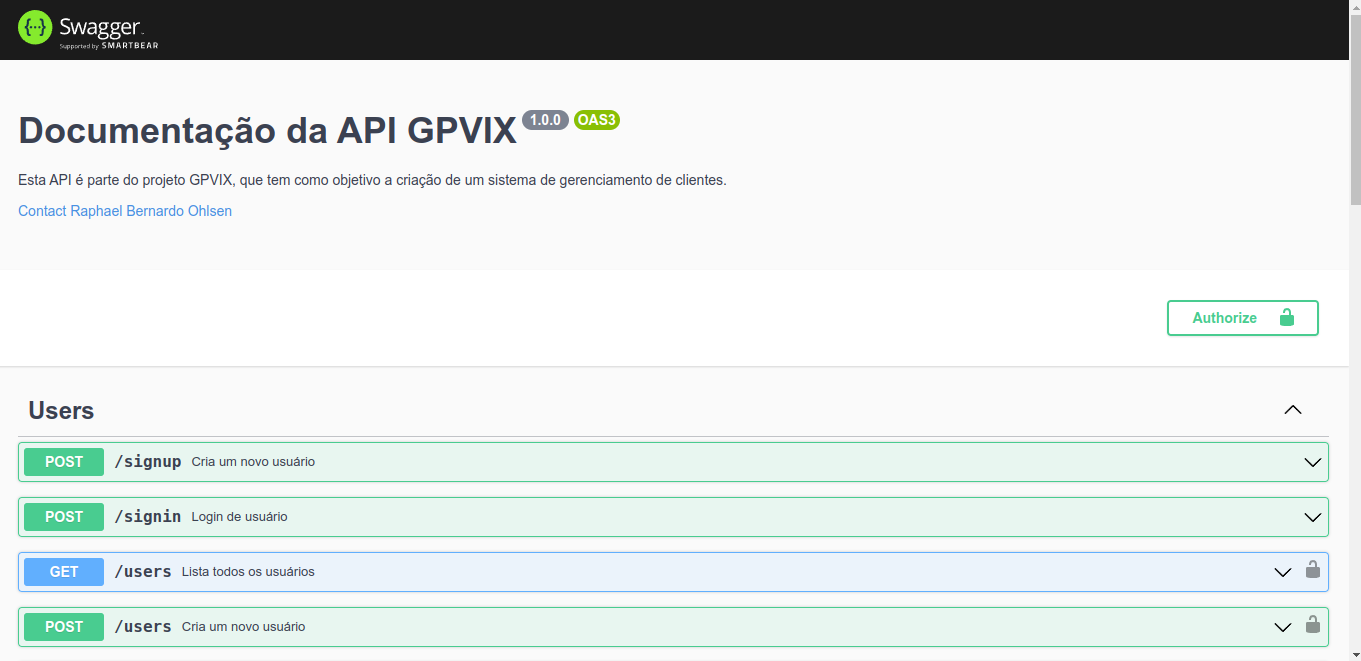 {···} Swagger
Supported by SMARTBEAR
Documentação da API GPVIX 1.0.0 OAS3
Esta API é parte do projeto GPVIX, que tem como objetivo a criação de um sistema de gerenciamento de clientes.
Contact Raphael Bernardo Ohlsen
Authorize
Users
POST /signup Cria um novo usuário
POST /signin Login de usuário
GET /users Lista todos os usuários
POST /users Cria um novo usuário